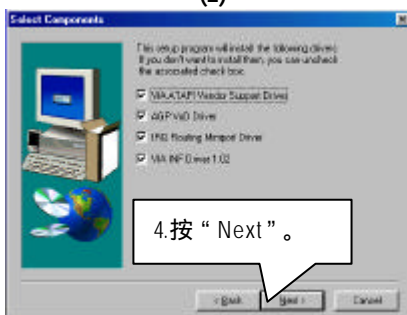 (2)
Select Components
This setup program will install the following drivers:
If you don't want to install them, you can uncheck
the associated check box.
VIA ATAPI Vendor Support Driver
AGP VxD Driver
IRQ Routing Miniport Driver
VIA INF Driver 1.02
4.按“Next”。
< Back
Next >
Cancel